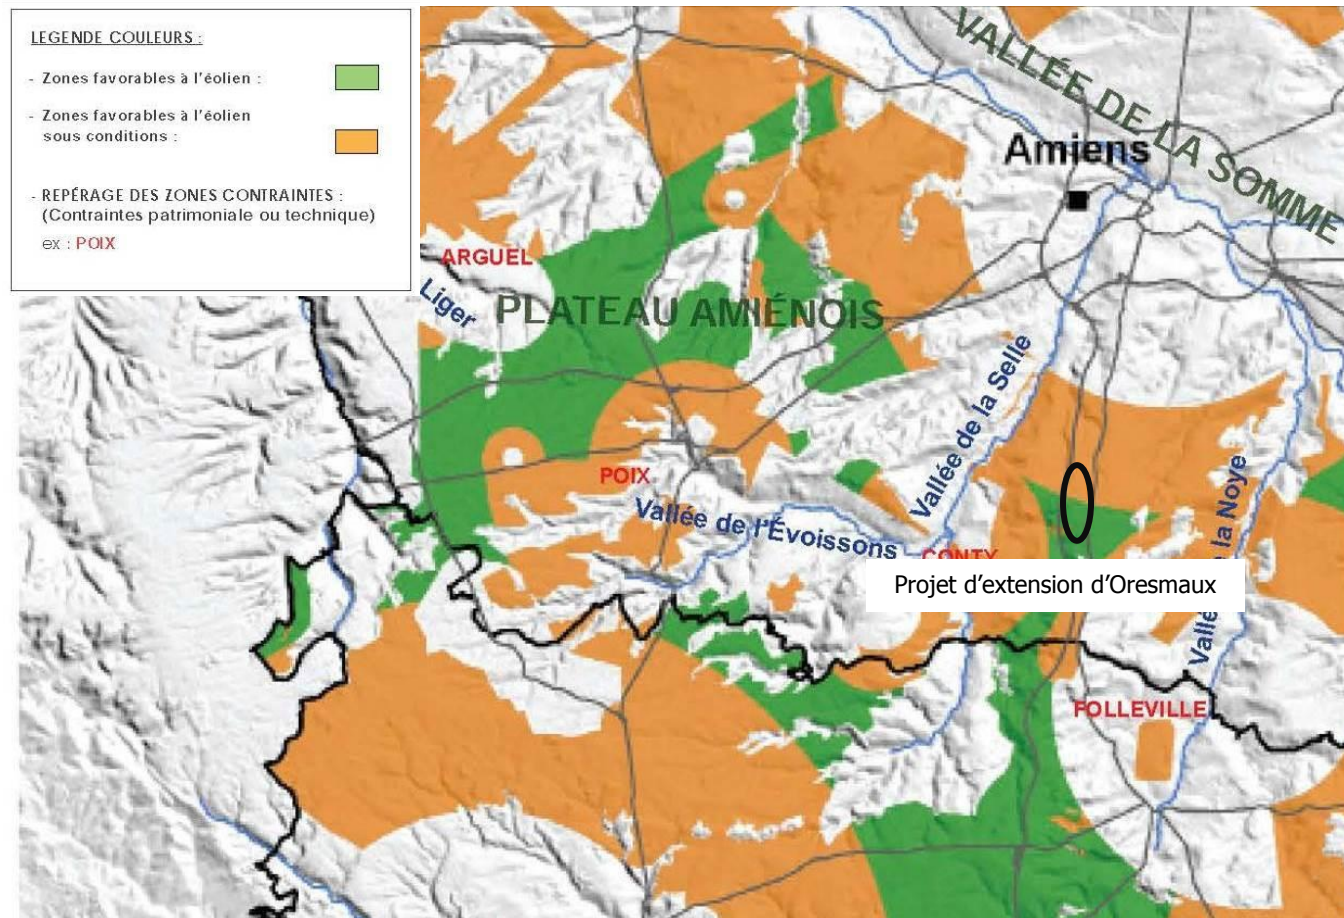 LEGENDE COULEURS :
- Zones favorables à l'éolien :
- Zones favorables à l'éolien
sous conditions :
- REPÉRAGE DES ZONES CONTRAINTES :
(Contraintes patrimoniale ou technique)
ex : POIX
VALLÉE DE LA SOMME
Amiens
ARGUEL
Liger
PLATEAU AMIÉNOIS
Vallée de la Selle
POIX
Vallée de l'Évoissons
CONTY
la Noye
Projet d'extension d'Oresmaux
FOLLEVILLE